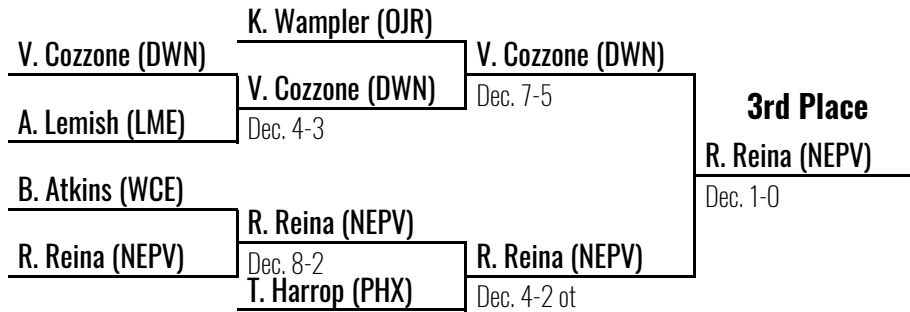 K. Wampler (OJR)
V. Cozzone (DWN)
V. Cozzone (DWN)
V. Cozzone (DWN)
Dec. 7-5
A. Lemish (LME)
Dec. 4-3
3rd Place
R. Reina (NEPV)
Dec. 1-0
B. Atkins (WCE)
R. Reina (NEPV)
R. Reina (NEPV)
Dec. 8-2
R. Reina (NEPV)
T. Harrop (PHX)
Dec. 4-2 ot